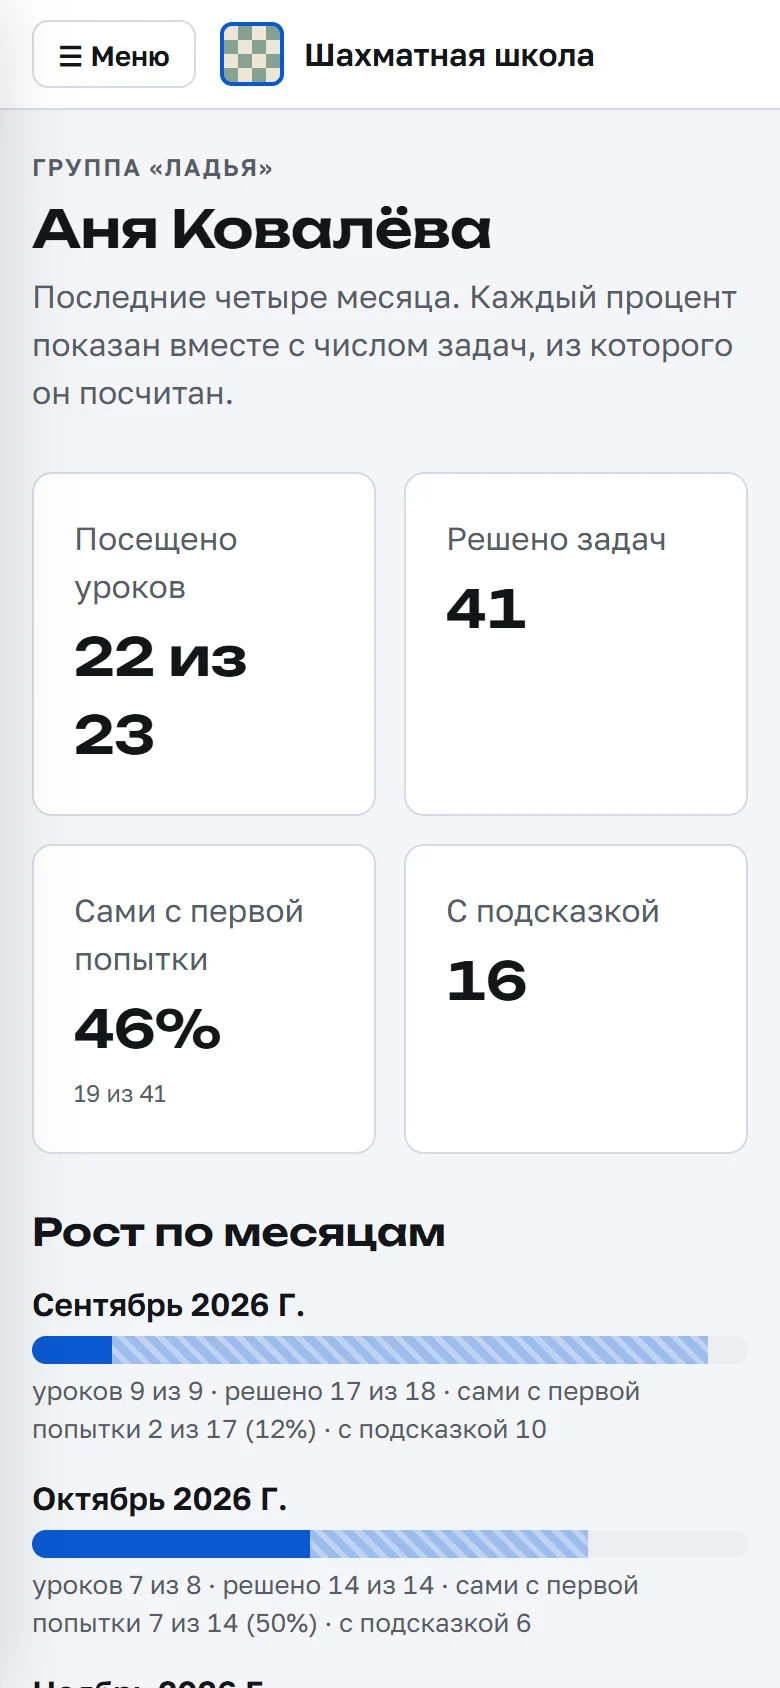 ☰ Меню
Шахматная школа
ГРУППА «ЛАДЬЯ»
Аня Ковалёва
Последние четыре месяца. Каждый процент
показан вместе с числом задач, из которого
он посчитан.
Посещено
уроков
22 из
23
Решено задач
41
Сами с первой
попытки
46%
19 из 41
С подсказкой
16
Рост по месяцам
Сентябрь 2026 Г.
уроков 9 из 9 · решено 17 из 18 · сами с первой
попытки 2 из 17 (12%) · с подсказкой 10
Октябрь 2026 Г.
уроков 7 из 8 · решено 14 из 14 · сами с первой
попытки 7 из 14 (50%) · с подсказкой 6
Ноябрь 2026 Г.